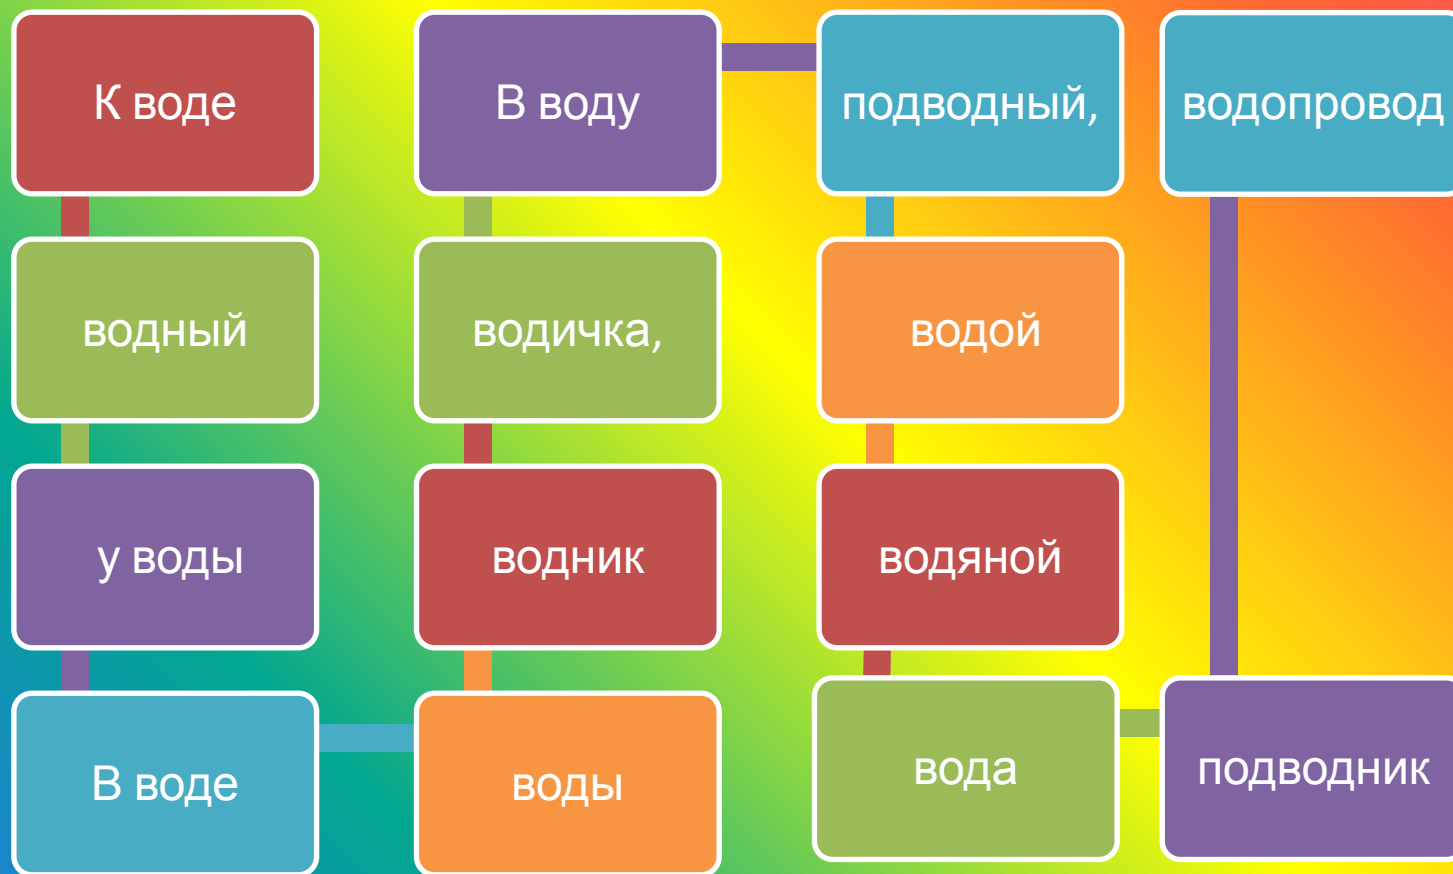 К воде
водный
у воды
В воде
воды
водник
водичка,
В воду
подводный,
водой
водяной
вода
подводник
водопровод